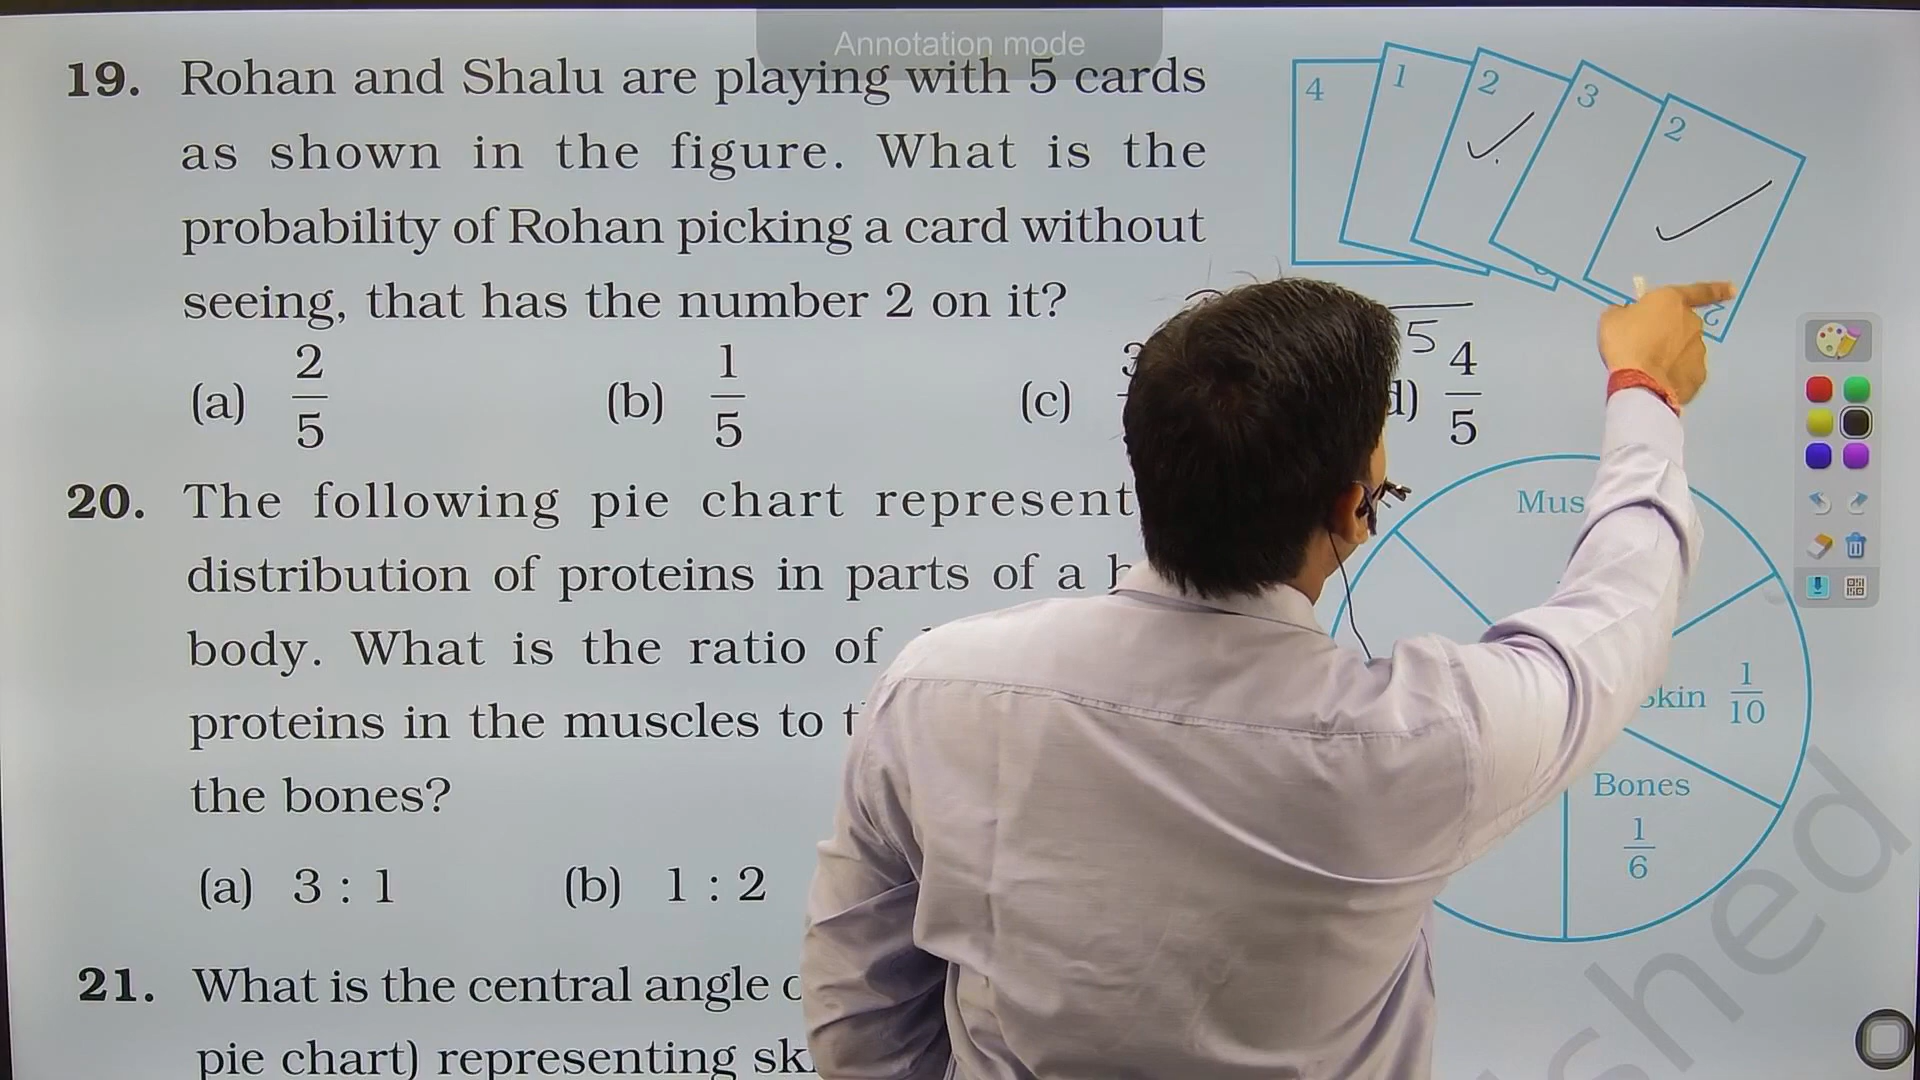 Annotation mode
19. Rohan and Shalu are playing with 5 cards
as shown in the figure. What is the
probability of Rohan picking a card without
seeing, that has the number 2 on it?
4
1
2
3
2
2
5
(a) 2/5 (b) 1/5 (c) 3 d) 4/5
20. The following pie chart represent
distribution of proteins in parts of a
body. What is the ratio of
proteins in the muscles to
the bones?
Mus
Skin 1/10
Bones
1/6
(a) 3 : 1 (b) 1 : 2
21. What is the central angle
pie chart) representing
shed